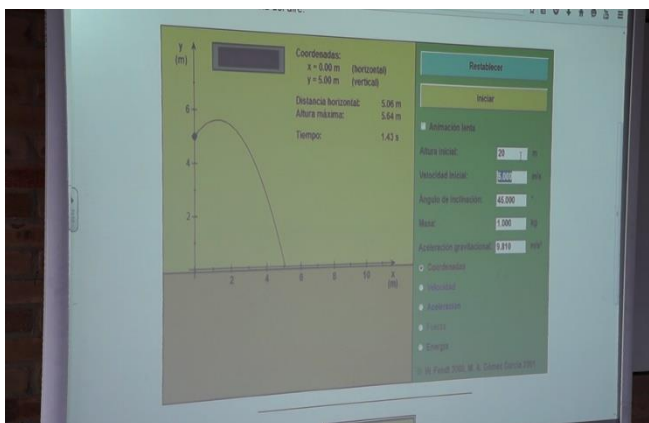 y
(m)
Coordenadas:
x = 0.00 m (horizontal)
y = 5.00 m (vertical)
Distancia horizontal: 5.06 m
Altura máxima: 5.64 m
Tiempo: 1.43 s
6
4
2
2 4 6 8 10 x
(m)
Restablecer
Iniciar
Animación lenta
Altura inicial: 20 m
Velocidad inicial: m/s
Ángulo de inclinación: 45.000 °
Masa: 1.000 Kg
Aceleración gravitacional: 9.810 m/s²
Coordenadas
Velocidad
Aceleración
Fuerza
Energía